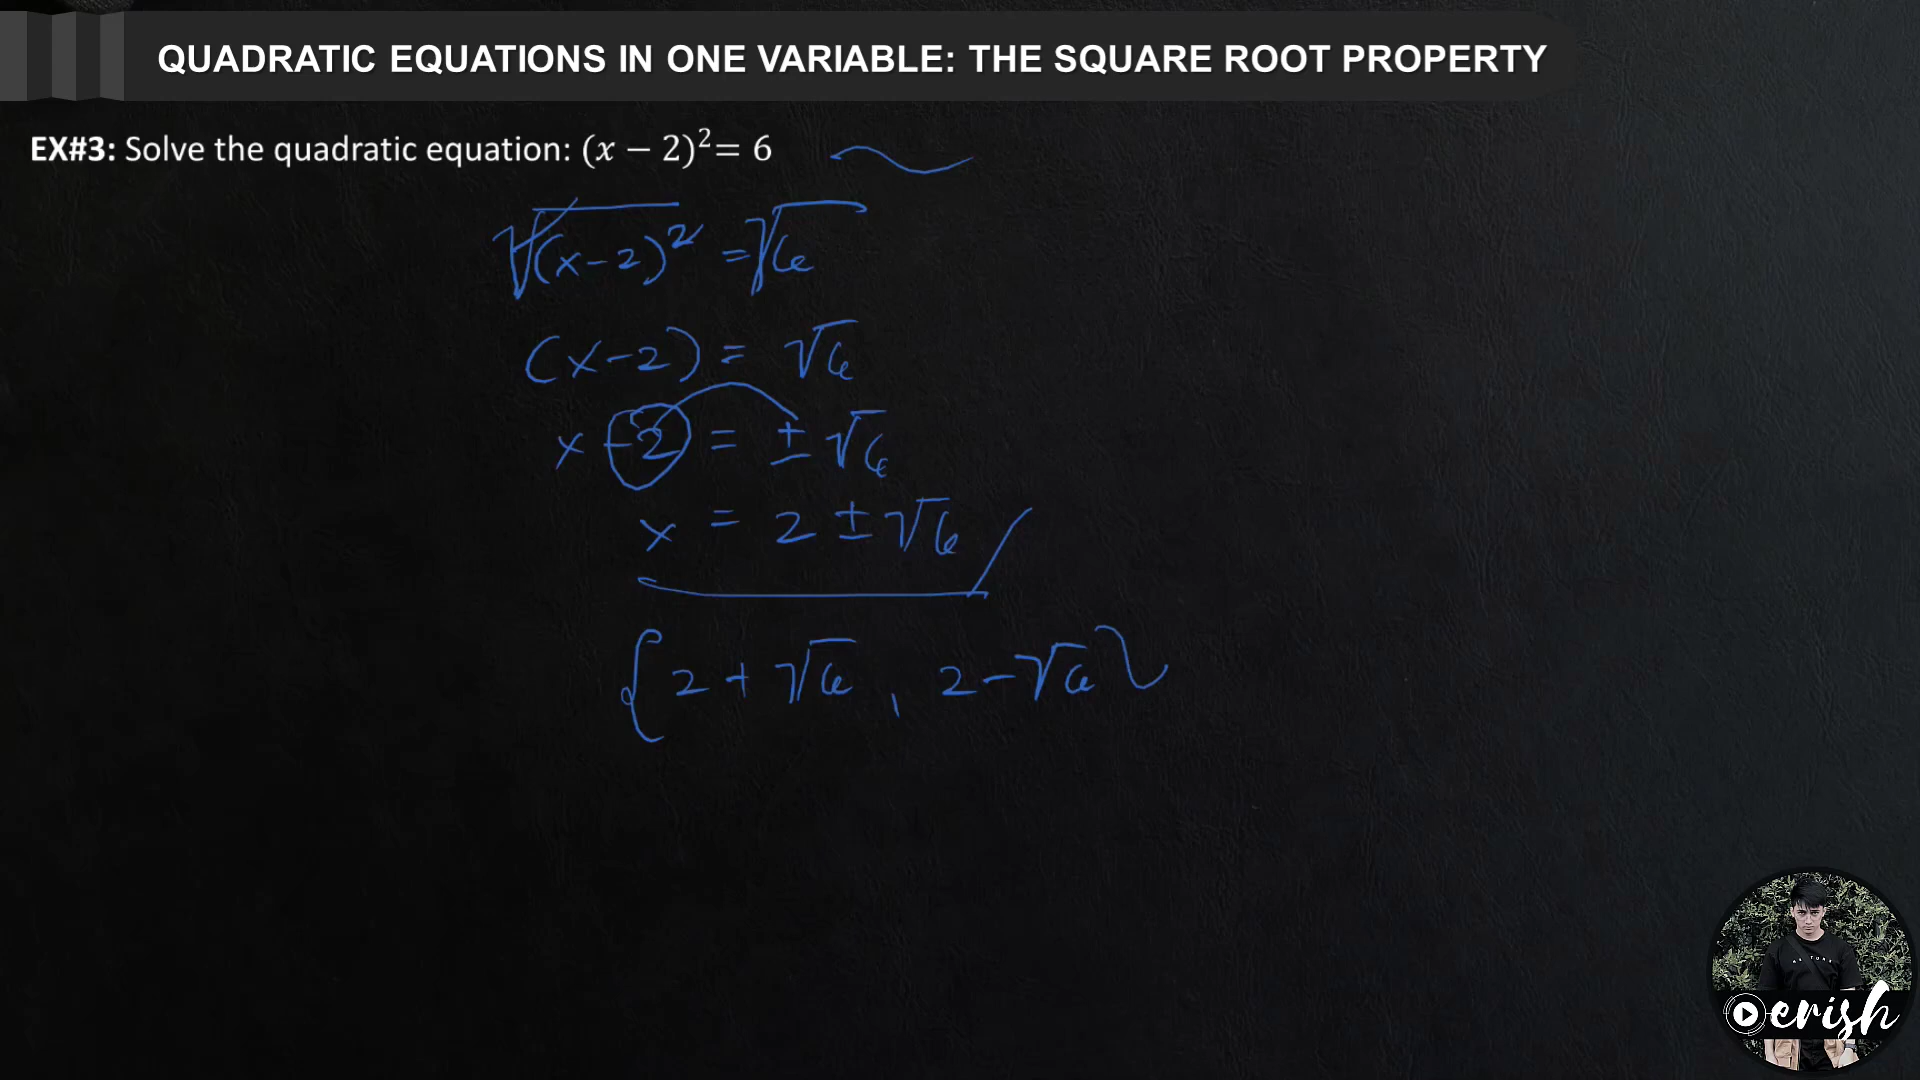 QUADRATIC EQUATIONS IN ONE VARIABLE: THE SQUARE ROOT PROPERTY
EX#3: Solve the quadratic equation: (x − 2)²= 6
√(x-2)² = √6
(x-2) = √6
x -2 = ± √6
x = 2 ± √6
{ 2 + √6 , 2 - √6 }
erish